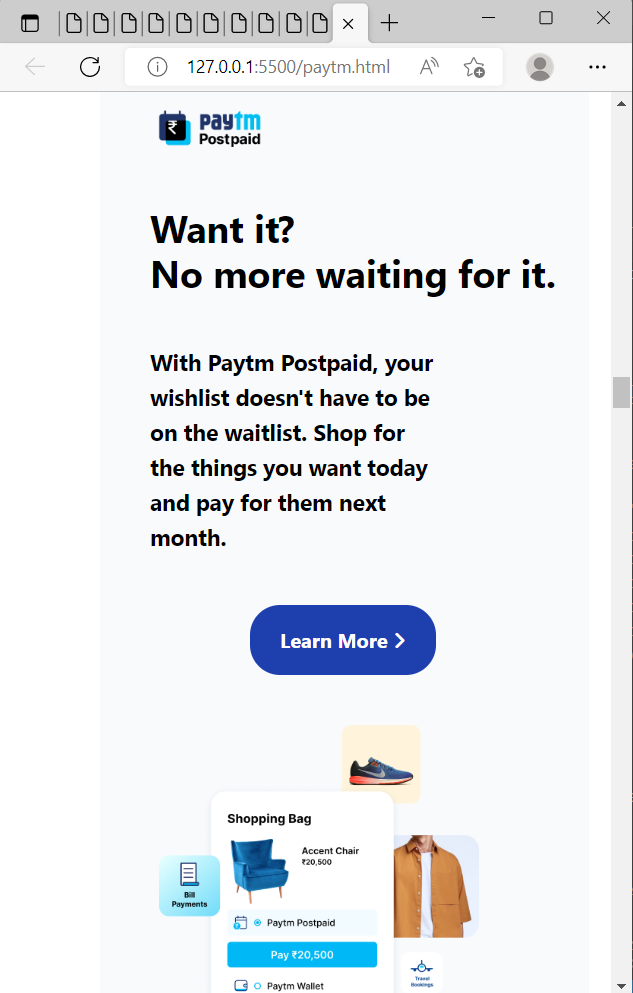 127.0.0.1:5500/paytm.html
paytm
Postpaid
Want it?
No more waiting for it.
With Paytm Postpaid, your
wishlist doesn't have to be
on the waitlist. Shop for
the things you want today
and pay for them next
month.
Learn More
Shopping Bag
Accent Chair
₹20,500
Bill
Payments
Paytm Postpaid
Pay ₹20,500
Travel
Bookings
Paytm Wallet